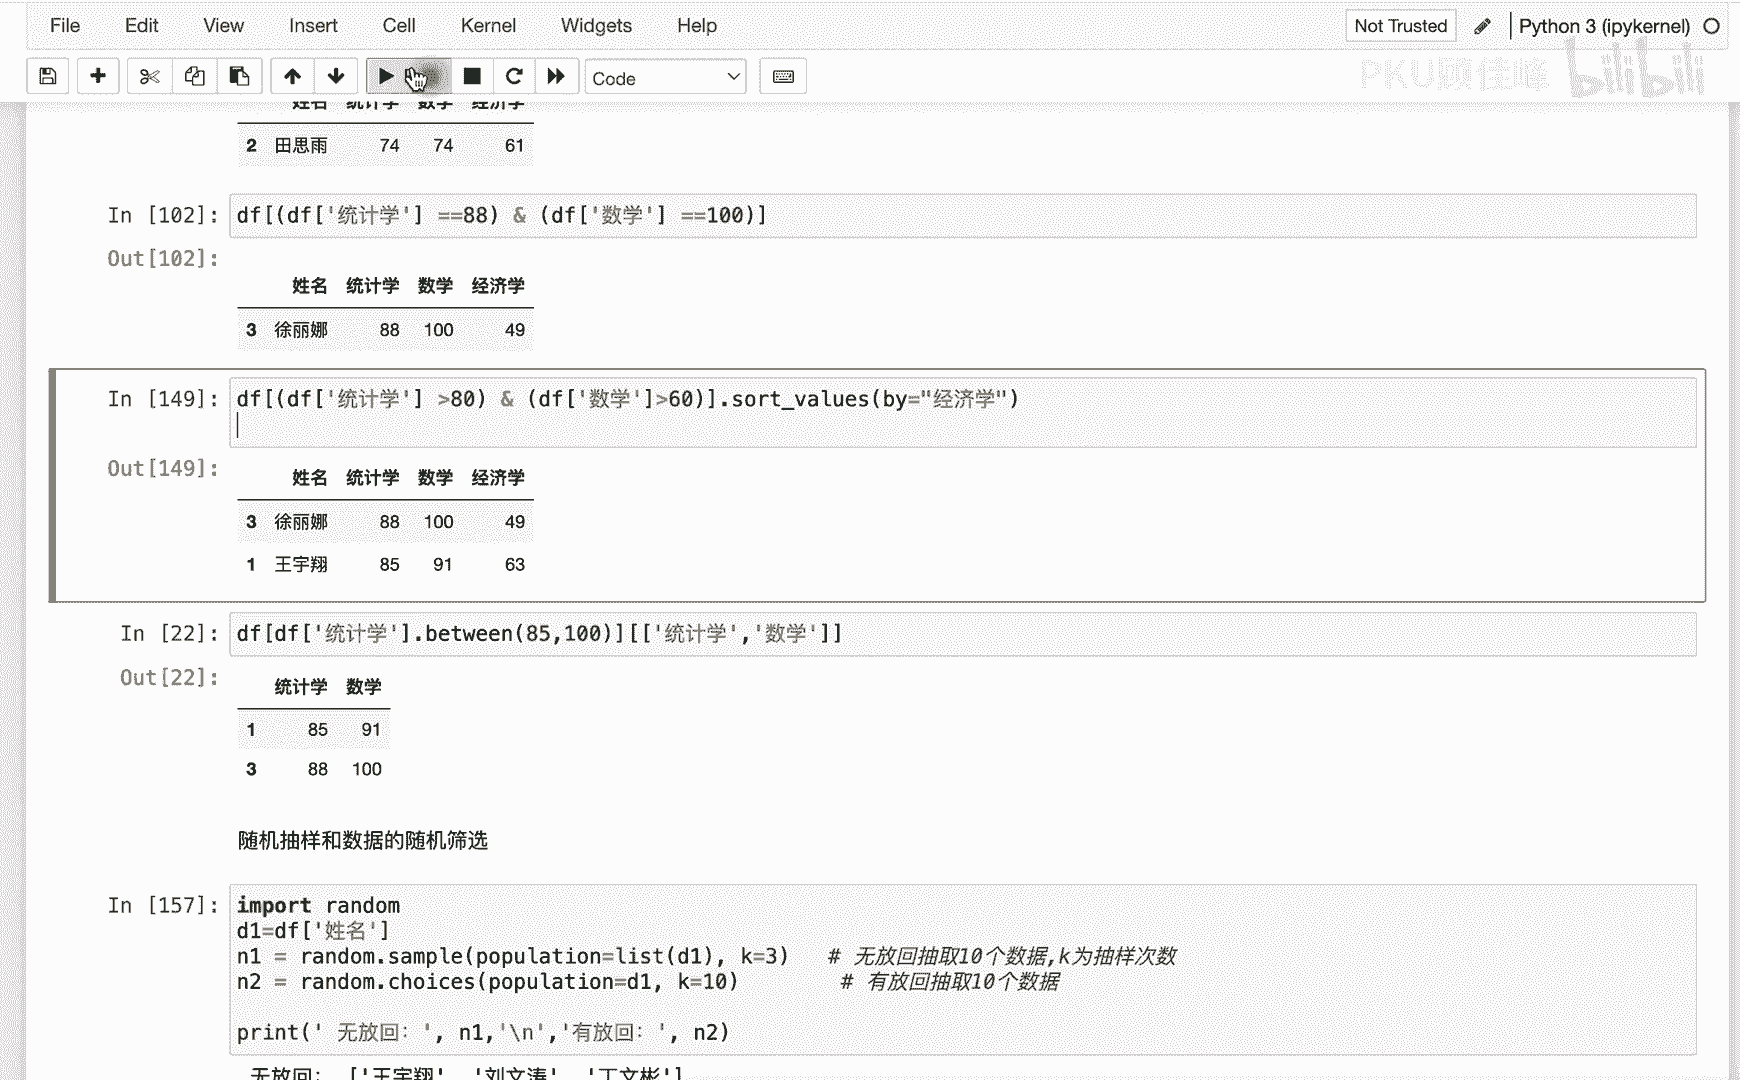 File Edit View Insert Cell Kernel Widgets Help Not Trusted Python 3 (ipykernel)
Code
PKU顾佳峰 bilibili
姓名 统计学 数学 经济学
2 田思雨 74 74 61
In [102]: df[(df['统计学'] ==88) & (df['数学'] ==100)]
Out[102]:
姓名 统计学 数学 经济学
3 徐丽娜 88 100 49
In [149]: df[(df['统计学'] >80) & (df['数学']>60)].sort_values(by="经济学")
Out[149]:
姓名 统计学 数学 经济学
3 徐丽娜 88 100 49
1 王宇翔 85 91 63
In [22]: df[df['统计学'].between(85,100)][['统计学','数学']]
Out[22]:
统计学 数学
1 85 91
3 88 100
随机抽样和数据的随机筛选
In [157]: import random
d1=df['姓名']
n1 = random.sample(population=list(d1), k=3) # 无放回抽取10个数据,k为抽样次数
n2 = random.choices(population=d1, k=10) # 有放回抽取10个数据
print(' 无放回：', n1,'\n','有放回：', n2)
无放回： ['王宇翔', '刘文涛', '丁文彬']